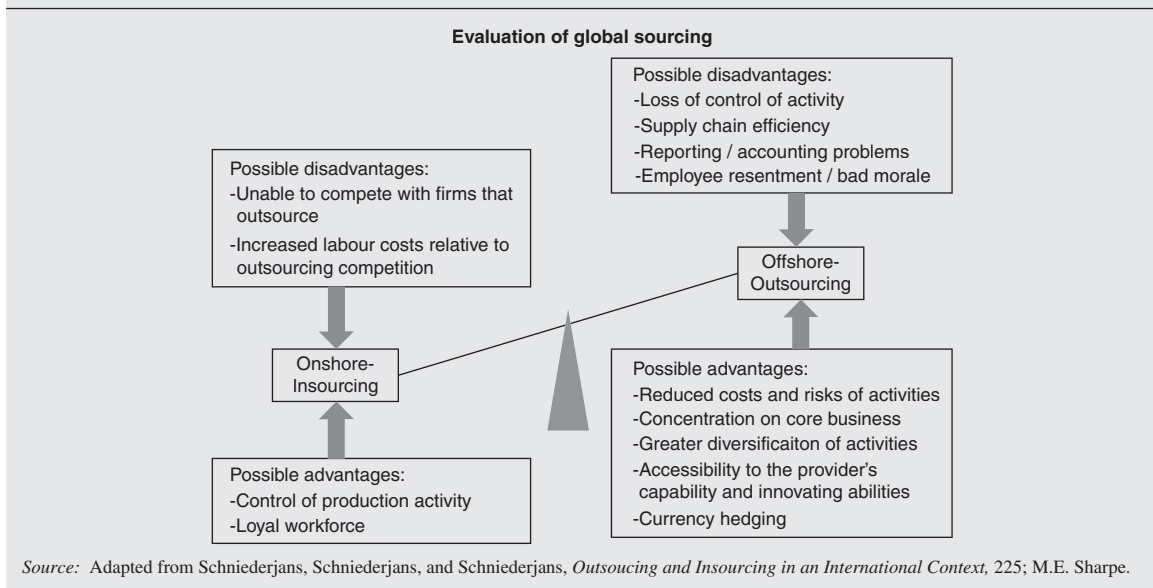 Evaluation of global sourcing
Possible disadvantages:
-Loss of control of activity
-Supply chain efficiency
-Reporting / accounting problems
-Employee resentment / bad morale
Possible disadvantages:
-Unable to compete with firms that
outsource
-Increased labour costs relative to
outsourcing competition
Offshore-
Outsourcing
Onshore-
Insourcing
Possible advantages:
-Reduced costs and risks of activities
-Concentration on core business
-Greater diversificaiton of activities
-Accessibility to the provider's
capability and innovating abilities
-Currency hedging
Possible advantages:
-Control of production activity
-Loyal workforce
Source: Adapted from Schniederjans, Schniederjans, and Schniederjans, Outsoucing and Insourcing in an International Context, 225; M.E. Sharpe.